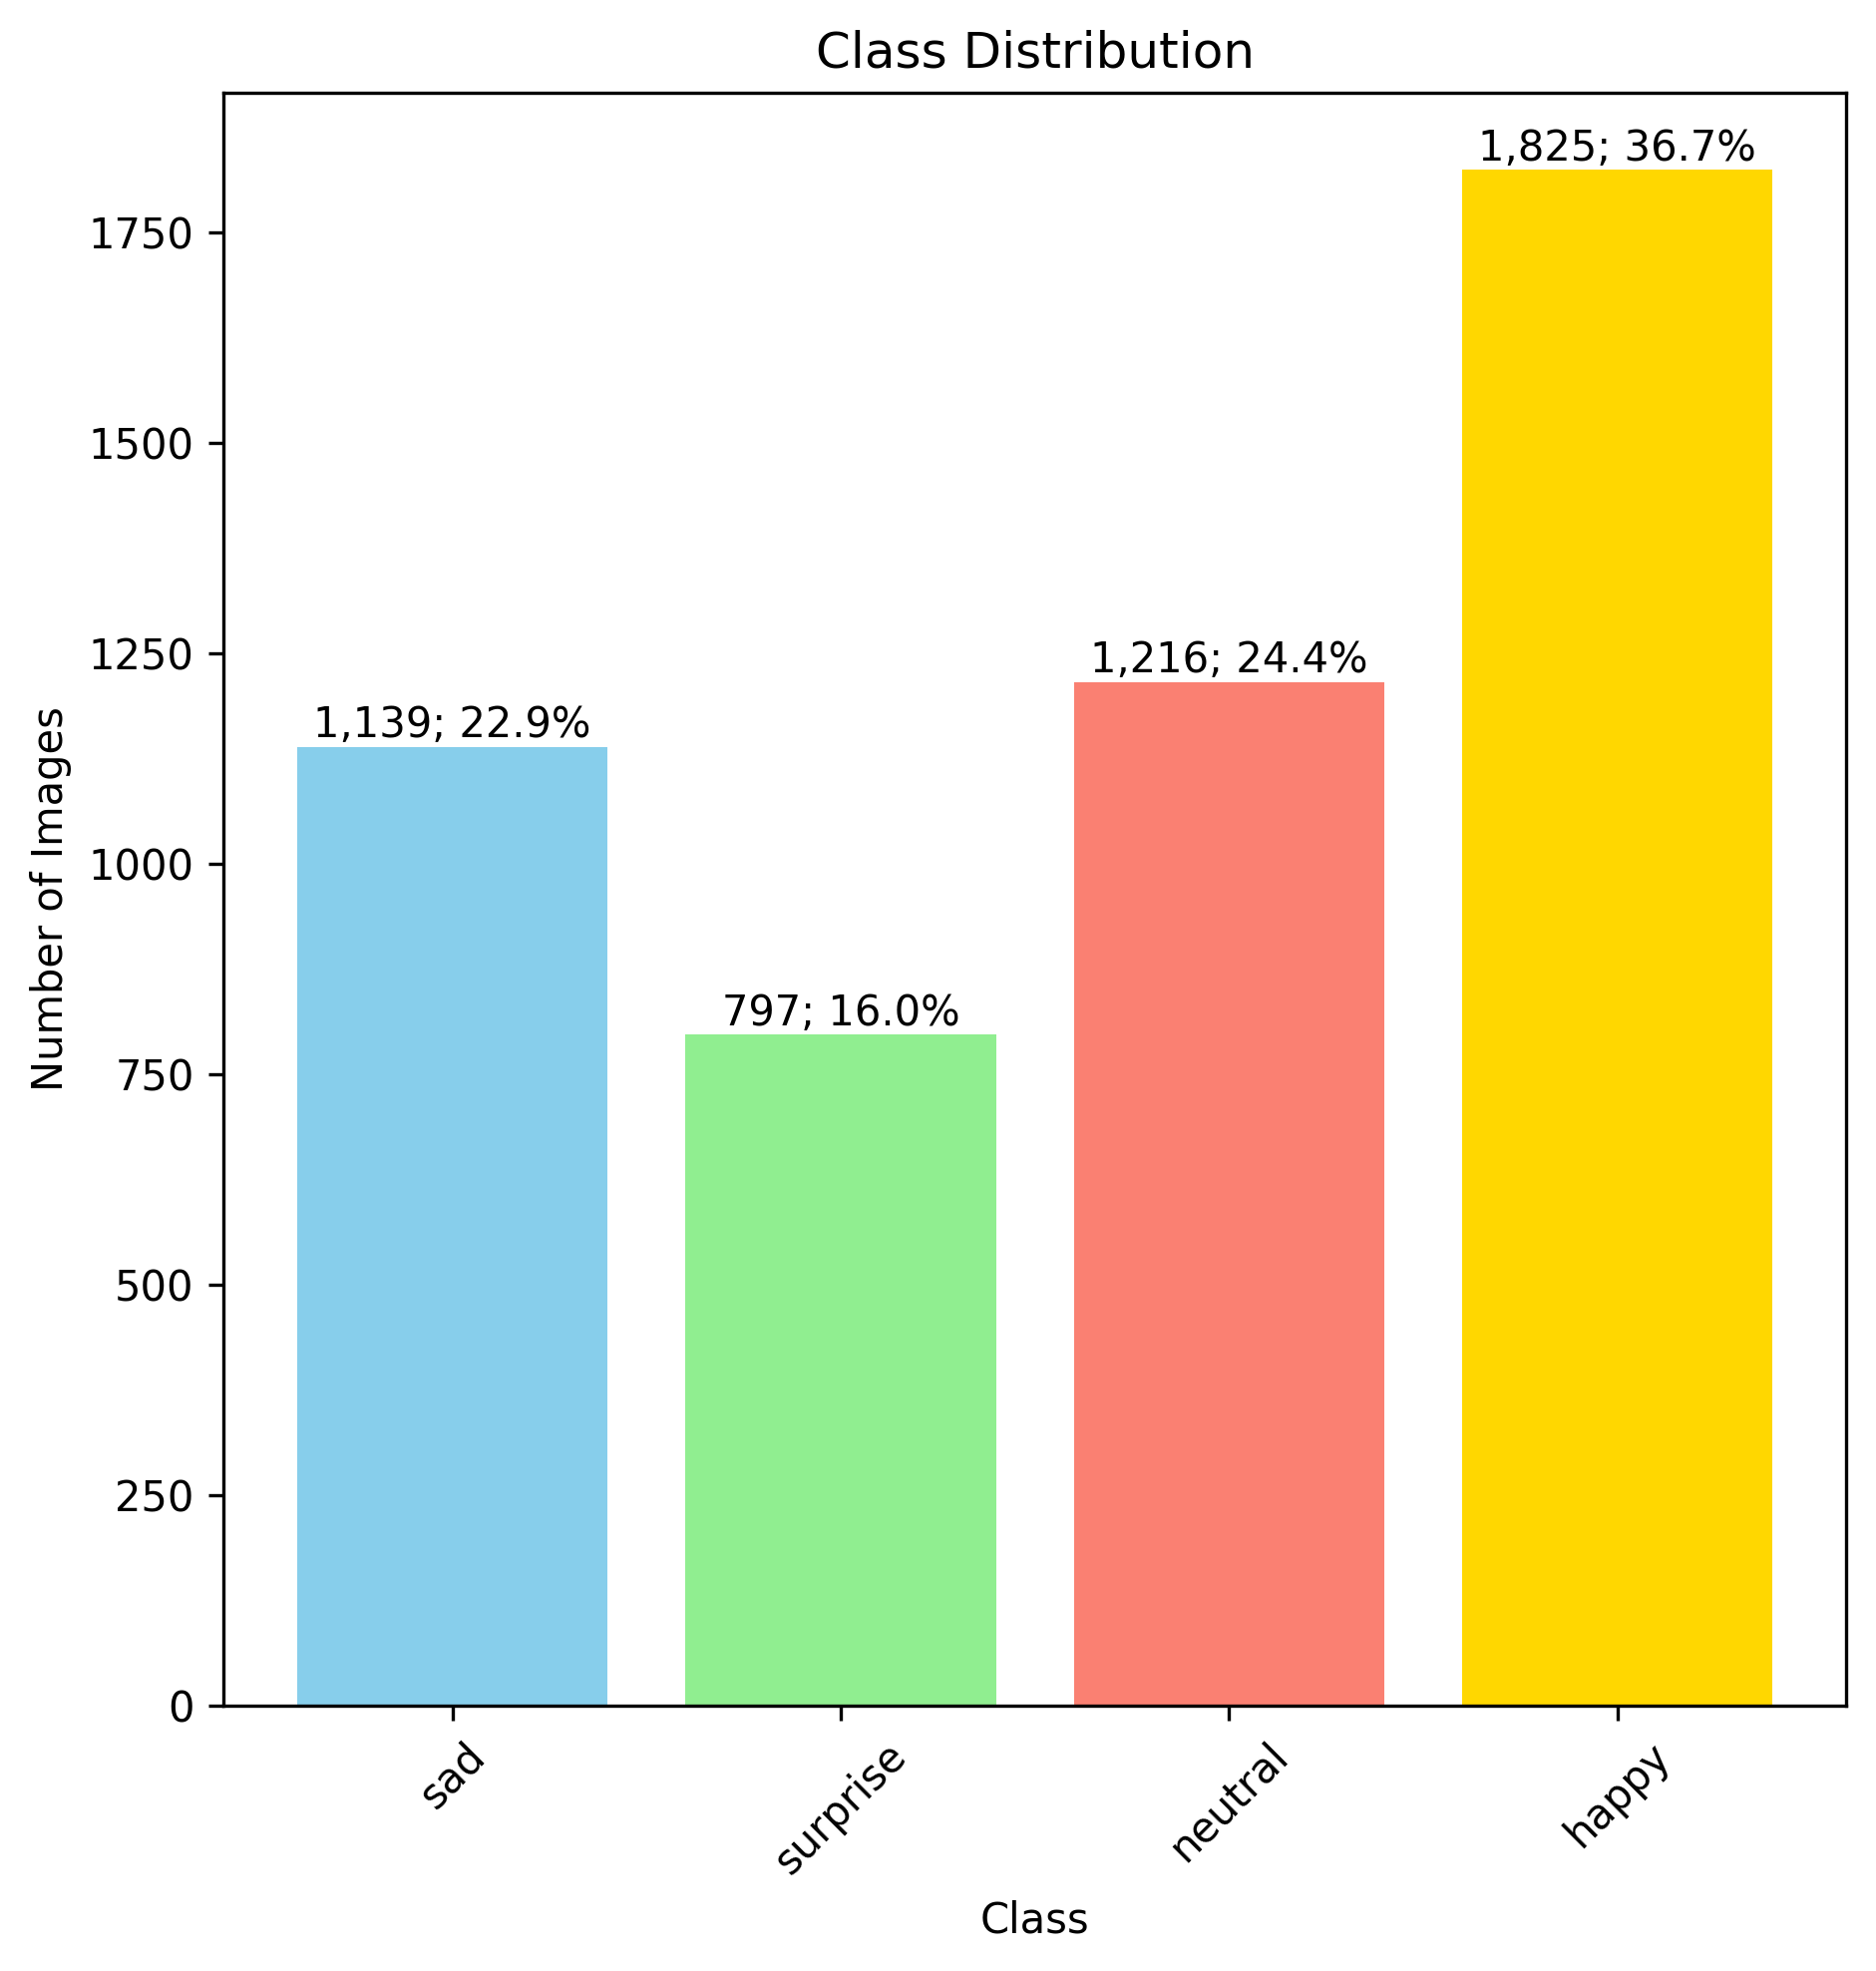 Class Distribution
1,825; 36.7%
1750
1500
1,216; 24.4%
1250
1,139; 22.9%
Number of Images
1000
797; 16.0%
750
500
250
0
sad
surprise
neutral
happy
Class